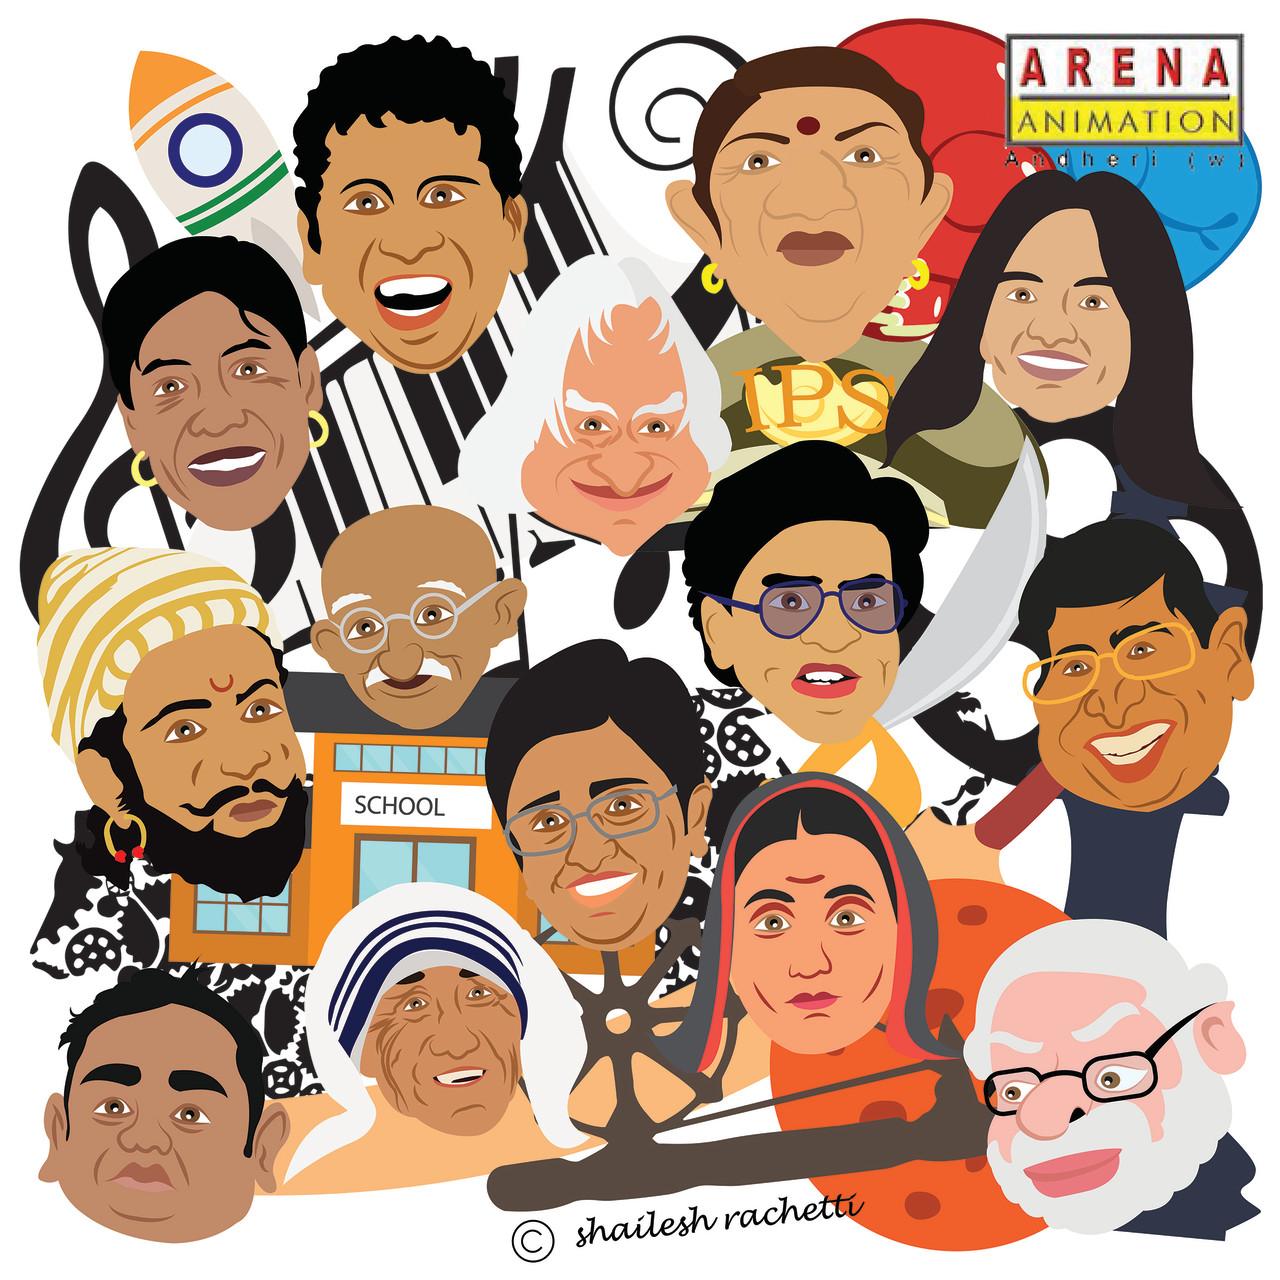 ARENA
ANIMATION
Andheri (w)
IPS
SCHOOL
© shailesh rachetti